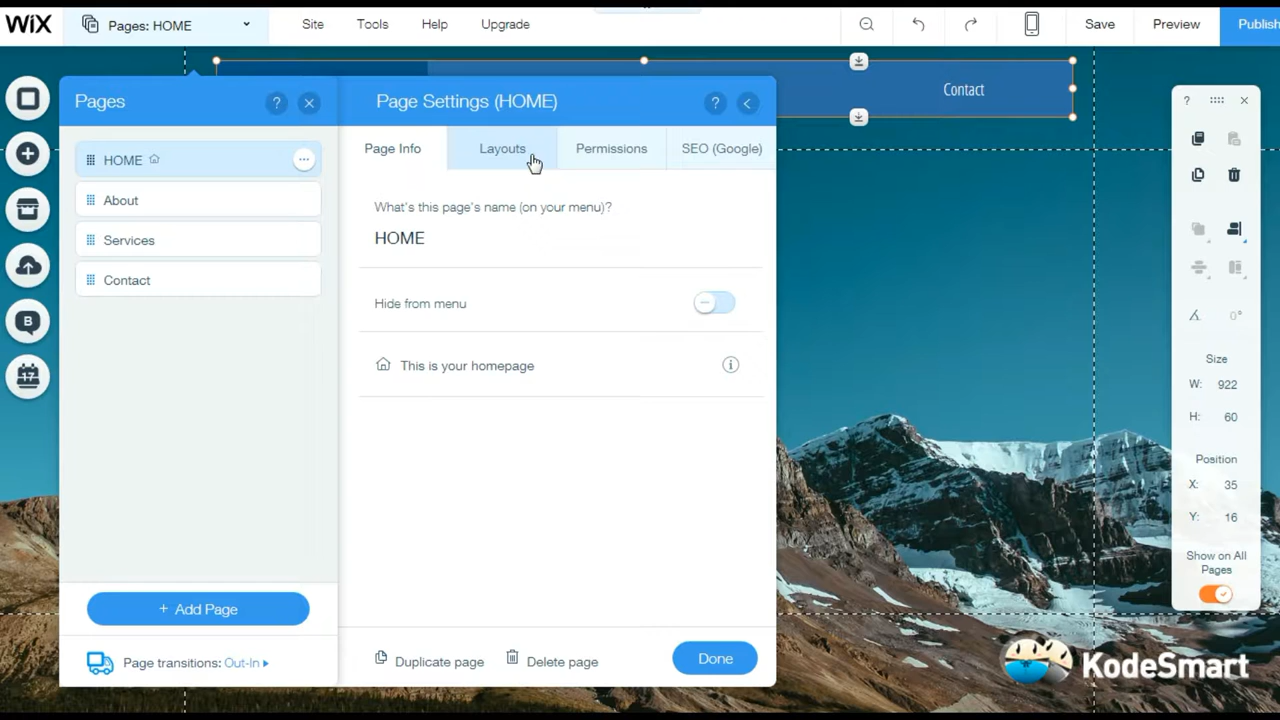 WiX
Pages: HOME
Site
Tools
Help
Upgrade
Save
Preview
Publish
Contact
Pages
?
Page Settings (HOME)
?
HOME
About
Services
Contact
+ Add Page
Page transitions: Out-In
Page Info
Layouts
Permissions
SEO (Google)
What's this page's name (on your menu)?
HOME
Hide from menu
This is your homepage
Duplicate page
Delete page
Done
B
17
?
0°
Size
W: 922
H: 60
Position
X: 35
Y: 16
Show on All
Pages
KodeSmart